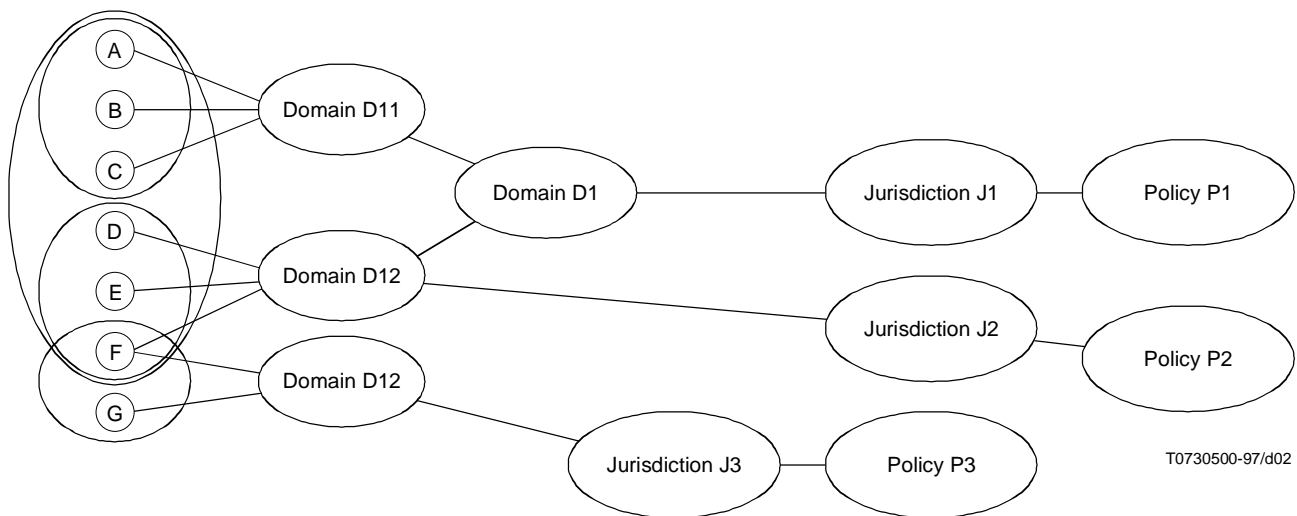 A
B
C
D
E
F
G
Domain D11
Domain D12
Domain D12
Domain D1
Jurisdiction J1
Policy P1
Jurisdiction J2
Policy P2
Jurisdiction J3
Policy P3
T0730500-97/d02